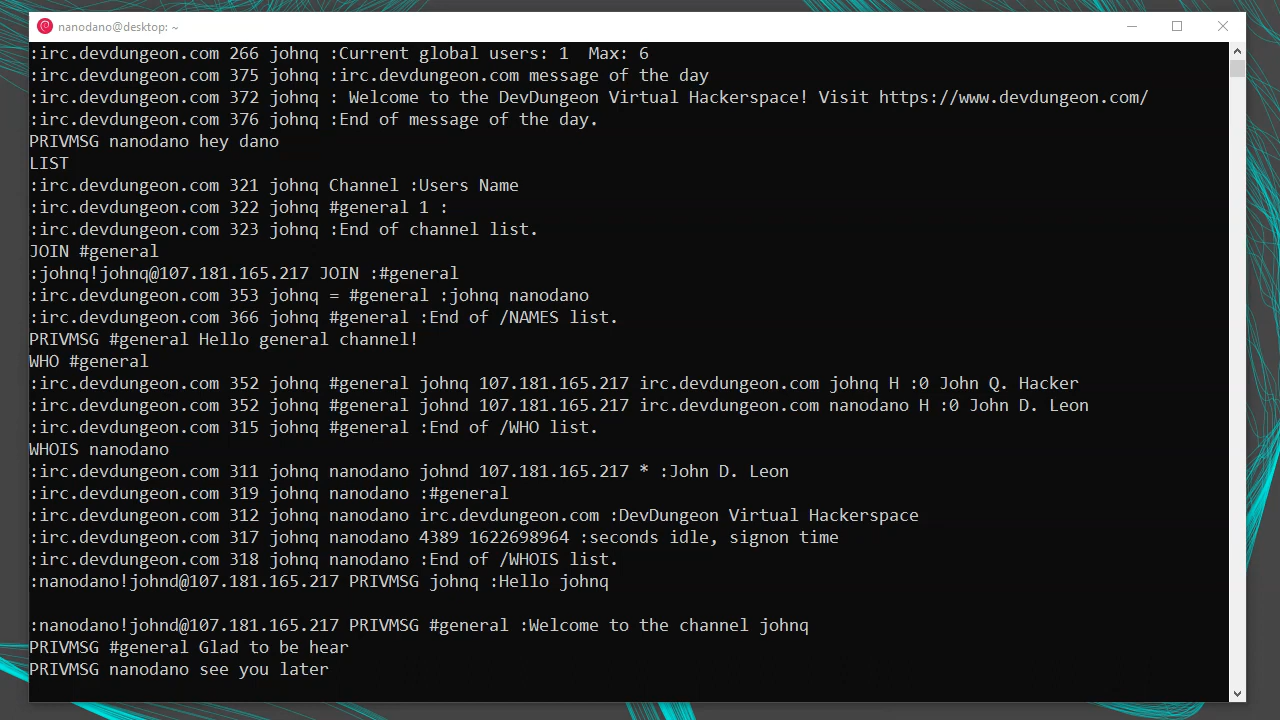 nanodano@desktop: ~
:irc.devdungeon.com 266 johnq :Current global users: 1  Max: 6
:irc.devdungeon.com 375 johnq :irc.devdungeon.com message of the day
:irc.devdungeon.com 372 johnq : Welcome to the DevDungeon Virtual Hackerspace! Visit https://www.devdungeon.com/
:irc.devdungeon.com 376 johnq :End of message of the day.
PRIVMSG nanodano hey dano
LIST
:irc.devdungeon.com 321 johnq Channel :Users Name
:irc.devdungeon.com 322 johnq #general 1 :
:irc.devdungeon.com 323 johnq :End of channel list.
JOIN #general
:johnq!johnq@107.181.165.217 JOIN :#general
:irc.devdungeon.com 353 johnq = #general :johnq nanodano
:irc.devdungeon.com 366 johnq #general :End of /NAMES list.
PRIVMSG #general Hello general channel!
WHO #general
:irc.devdungeon.com 352 johnq #general johnq 107.181.165.217 irc.devdungeon.com johnq H :0 John Q. Hacker
:irc.devdungeon.com 352 johnq #general johnd 107.181.165.217 irc.devdungeon.com nanodano H :0 John D. Leon
:irc.devdungeon.com 315 johnq #general :End of /WHO list.
WHOIS nanodano
:irc.devdungeon.com 311 johnq nanodano johnd 107.181.165.217 * :John D. Leon
:irc.devdungeon.com 319 johnq nanodano :#general
:irc.devdungeon.com 312 johnq nanodano irc.devdungeon.com :DevDungeon Virtual Hackerspace
:irc.devdungeon.com 317 johnq nanodano 4389 1622698964 :seconds idle, signon time
:irc.devdungeon.com 318 johnq nanodano :End of /WHOIS list.
:nanodano!johnd@107.181.165.217 PRIVMSG johnq :Hello johnq
:nanodano!johnd@107.181.165.217 PRIVMSG #general :Welcome to the channel johnq
PRIVMSG #general Glad to be hear
PRIVMSG nanodano see you later